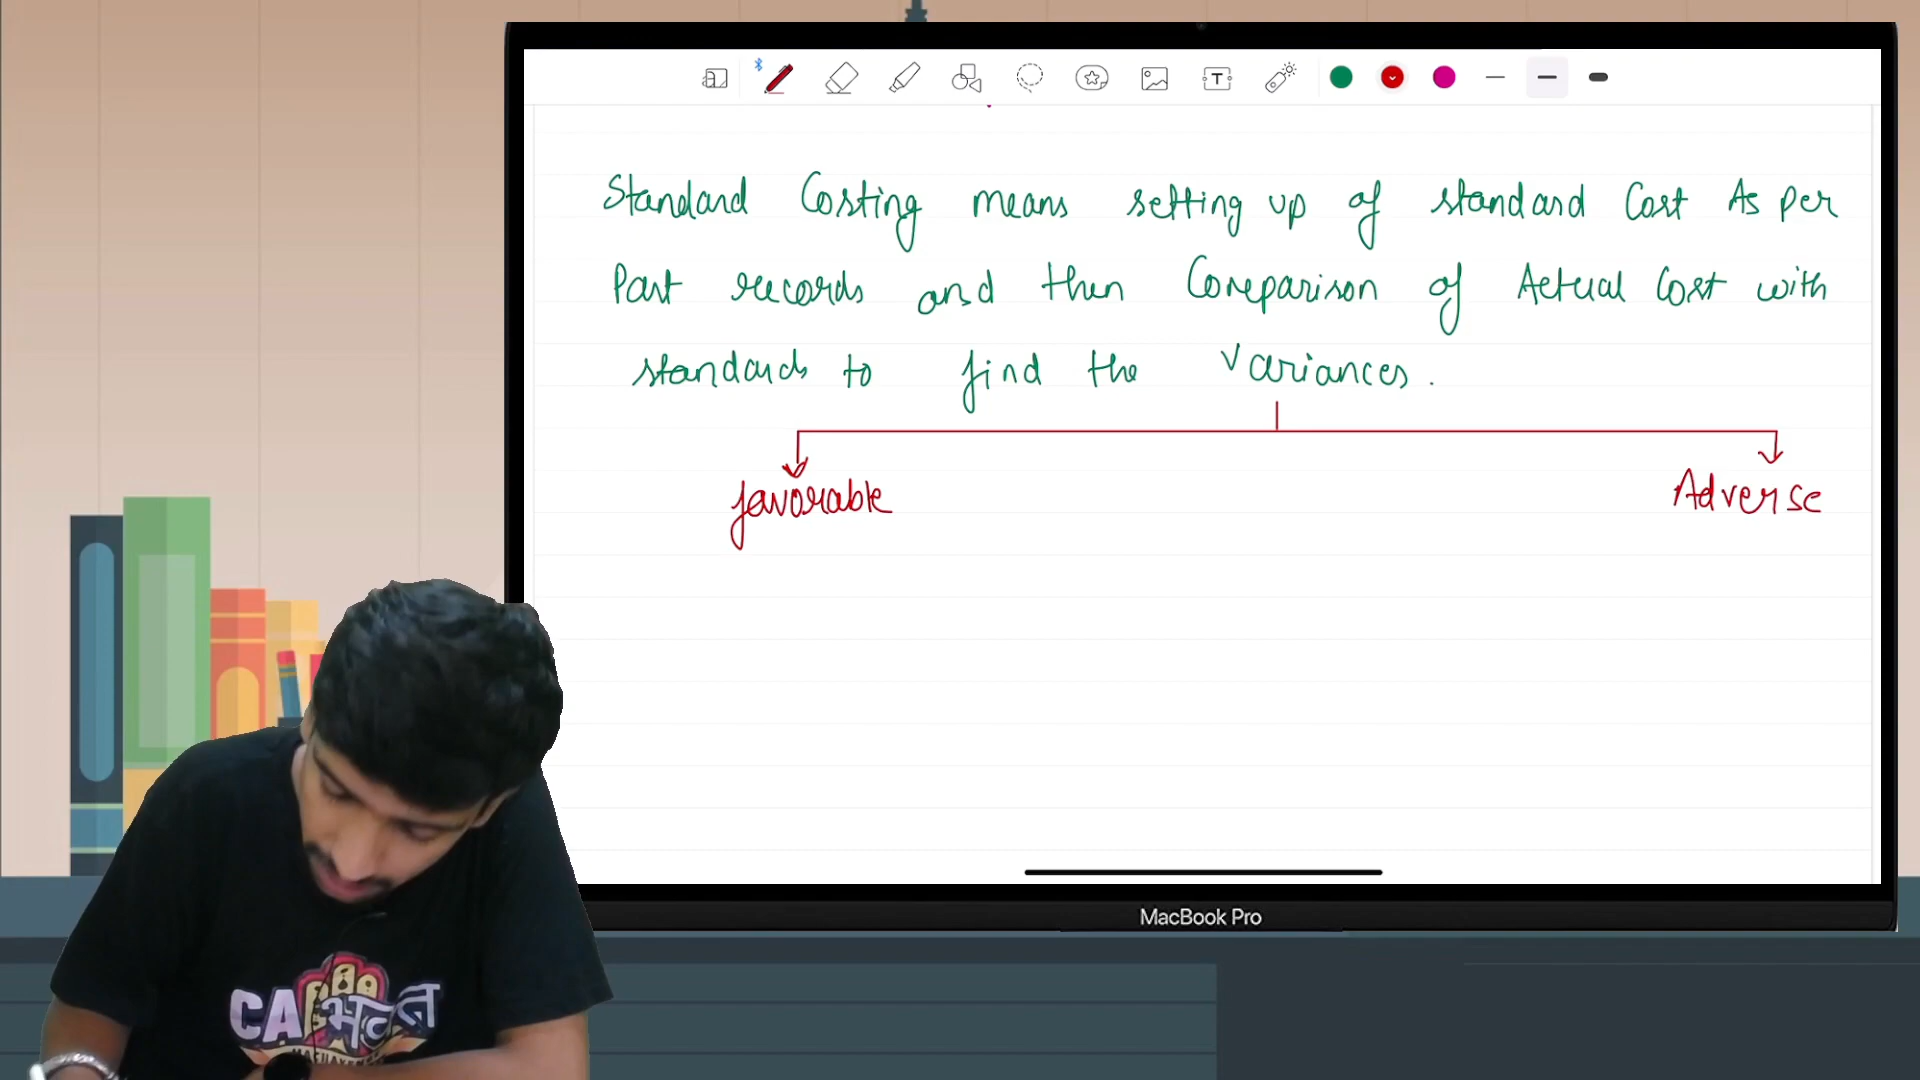 Standard Costing means setting up of standard Cost As per
Past records and then Comparison of Actual Cost with
standards to find the Variances.
favorable
Adverse
MacBook Pro
CA